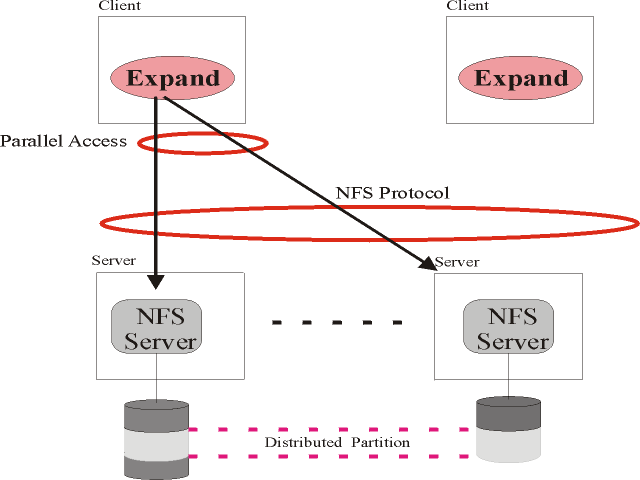 Client
Client
Expand
Expand
Parallel Access
NFS Protocol
Server
Server
NFS
Server
NFS
Server
Distributed Partition